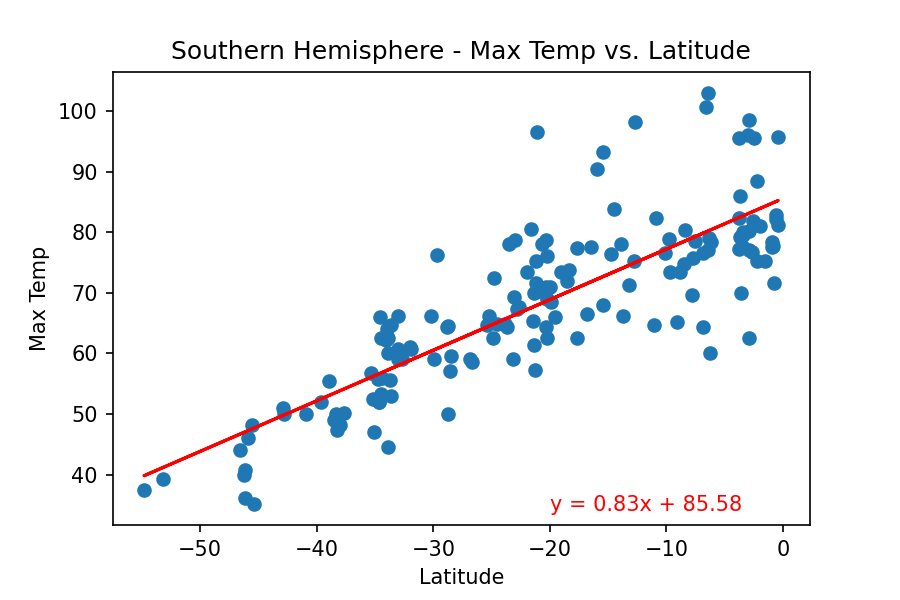 Southern Hemisphere - Max Temp vs. Latitude
Max Temp
100
90
80
70
60
50
40
y = 0.83x + 85.58
−50 −40 −30 −20 −10 0
Latitude